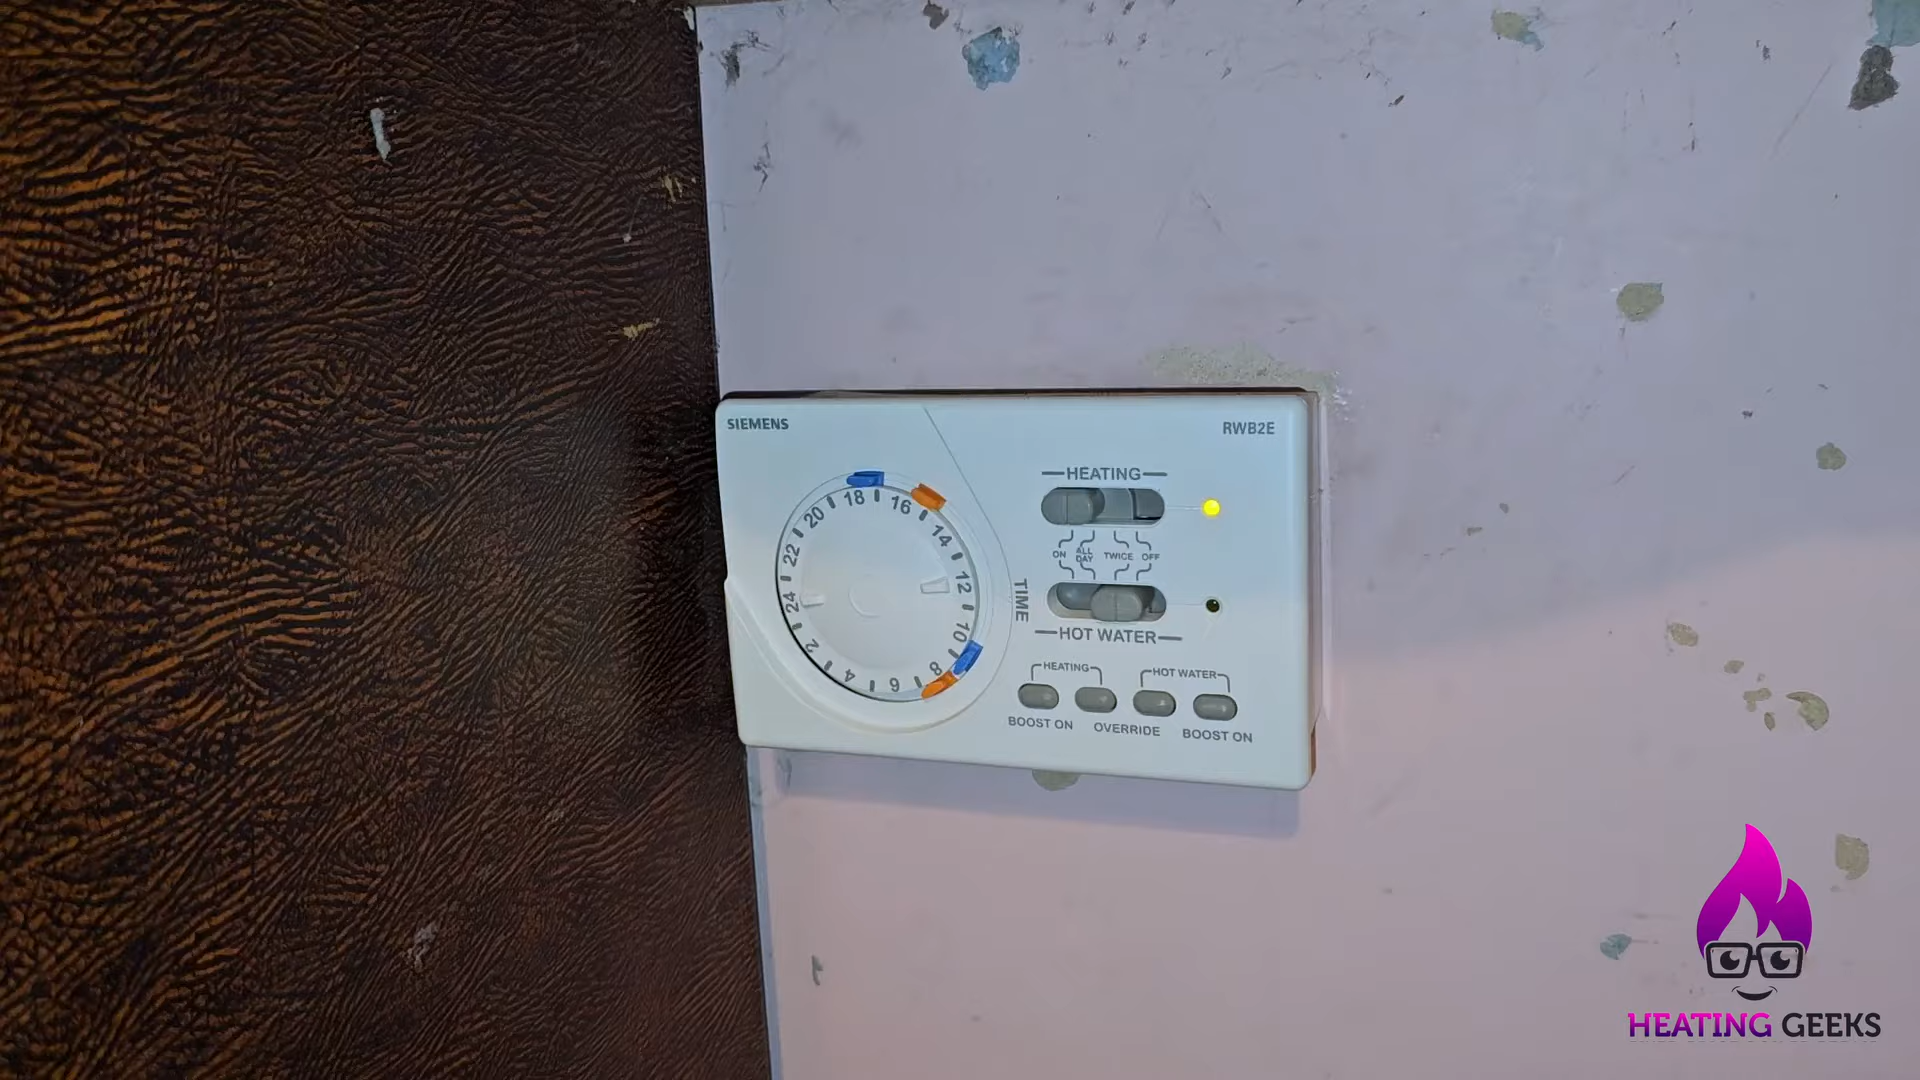 SIEMENS
RWB2E
HEATING
ON ALL DAY TWICE OFF
HOT WATER
TIME
18 16 14 12 10 8 6 4 2 24 22 20
HEATING
HOT WATER
BOOST ON OVERRIDE BOOST ON
HEATING GEEKS